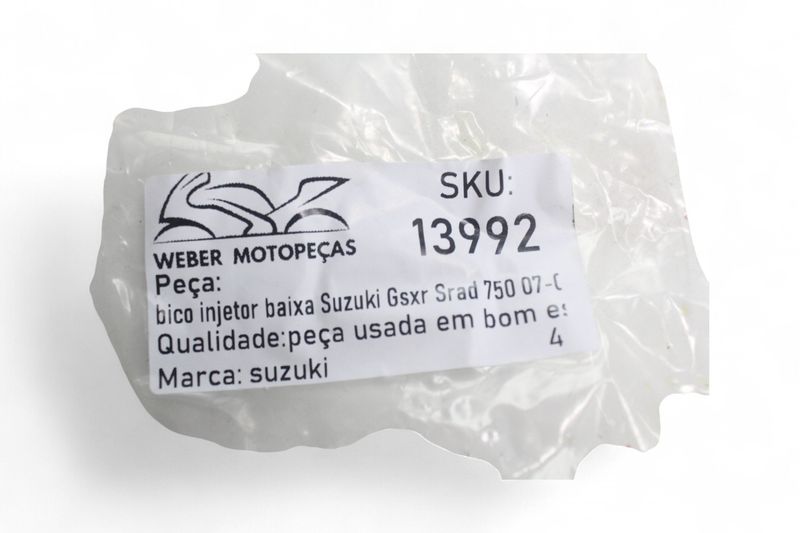 SKU:
13992
WEBER MOTOPEÇAS
Peça:
bico injetor baixa Suzuki Gsxr Srad 750
Qualidade:peça usada em bom
4
Marca: suzuki